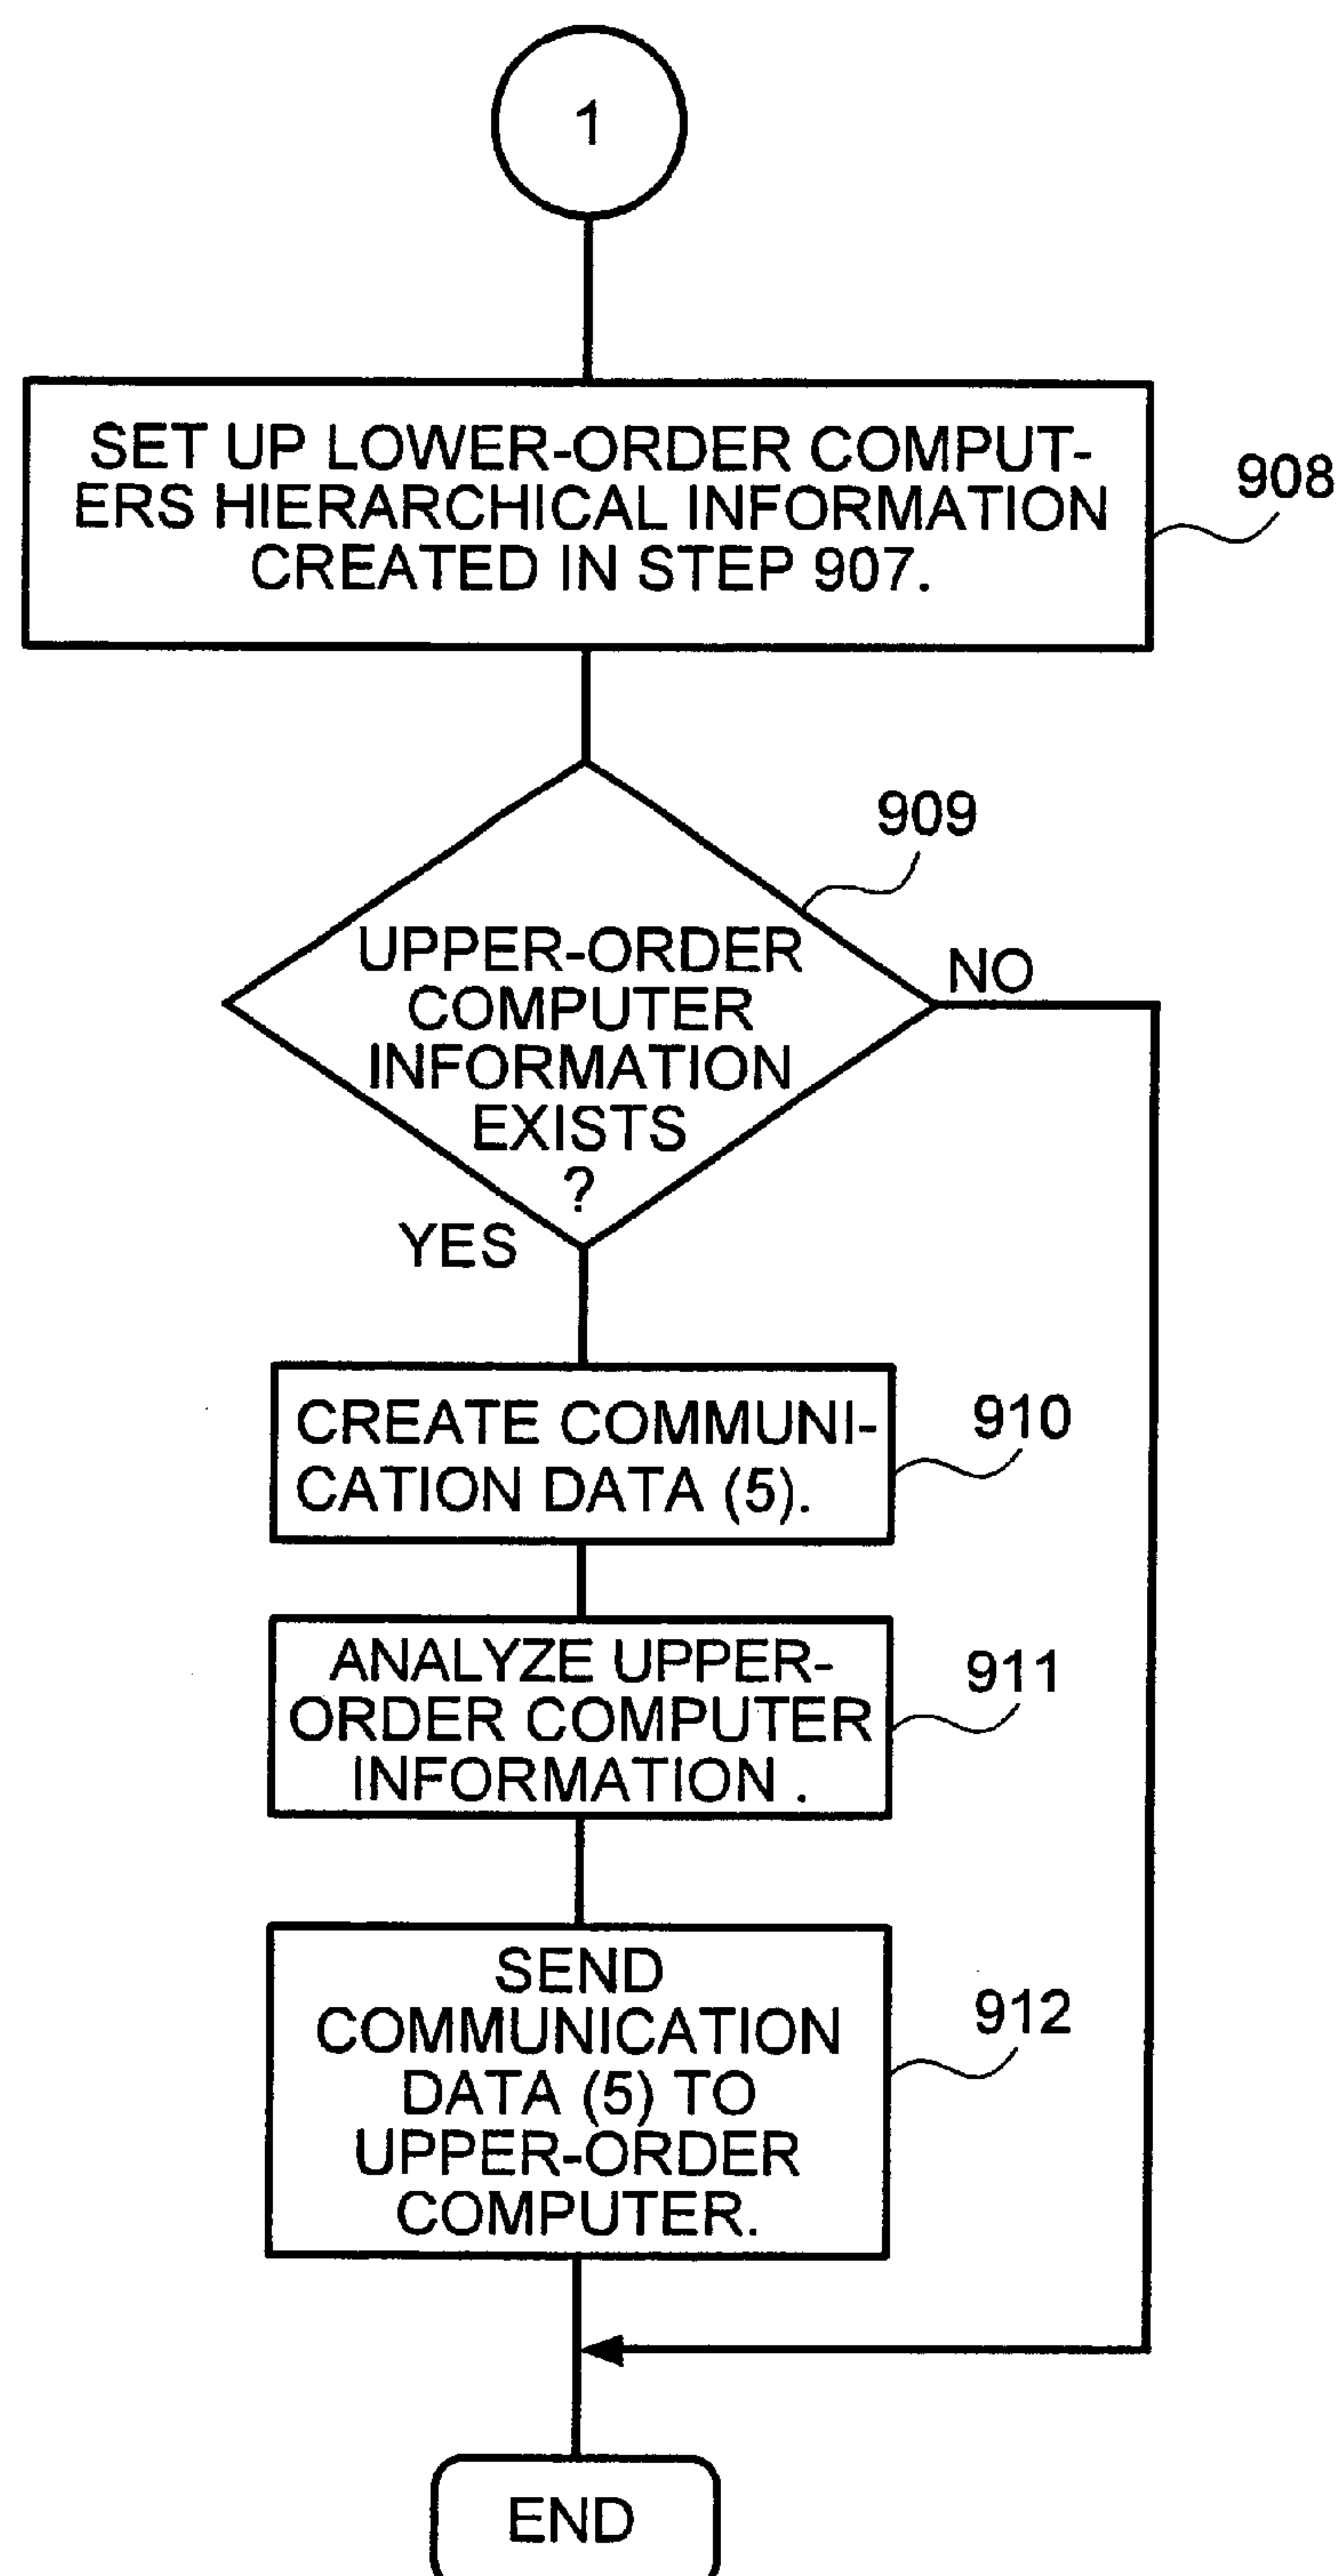 1
SET UP LOWER-ORDER COMPUT-
ERS HIERARCHICAL INFORMATION
CREATED IN STEP 907.
908
909
UPPER-ORDER
COMPUTER
INFORMATION
EXISTS
?
NO
YES
CREATE COMMUNI-
CATION DATA (5).
910
ANALYZE UPPER-
ORDER COMPUTER
INFORMATION .
911
SEND
COMMUNICATION
DATA (5) TO
UPPER-ORDER
COMPUTER.
912
END